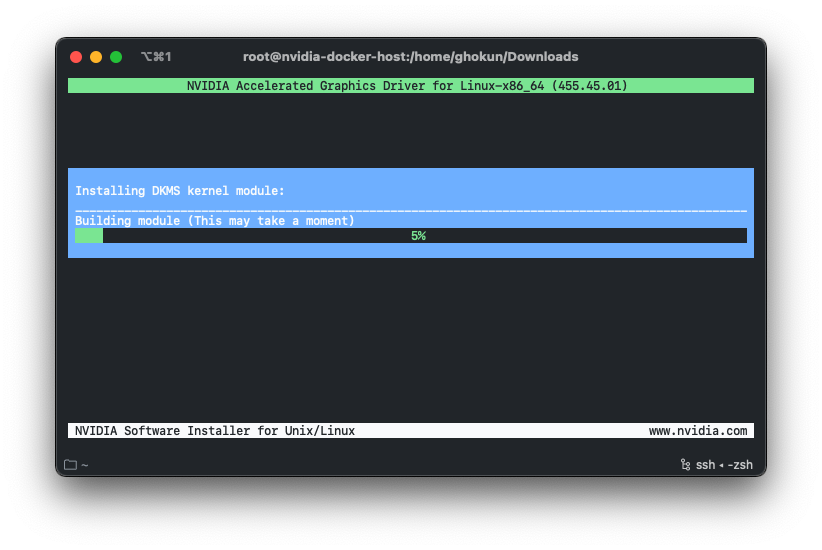 ⌥⌘1 root@nvidia-docker-host:/home/ghokun/Downloads
NVIDIA Accelerated Graphics Driver for Linux-x86_64 (455.45.01)
Installing DKMS kernel module:
Building module (This may take a moment)
5%
NVIDIA Software Installer for Unix/Linux www.nvidia.com
~ ssh ◂ -zsh